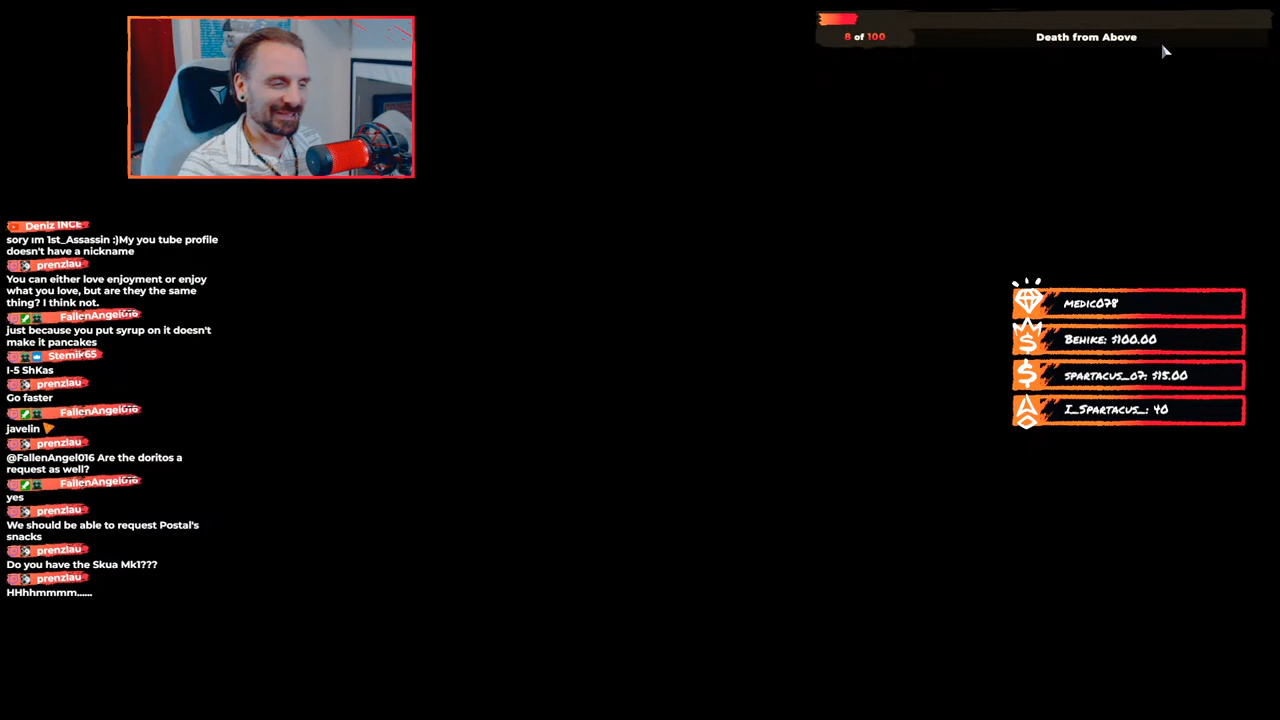 8 of 100
Death from Above
Deniz INCE
sory ım 1st_Assassin :)My you tube profile
doesn't have a nickname
prenzlau
You can either love enjoyment or enjoy
what you love, but are they the same
thing? I think not.
FallenAngel016
just because you put syrup on it doesn't
make it pancakes
Stemik65
I-5 ShKas
prenzlau
Go faster
FallenAngel016
javelin
prenzlau
@FallenAngel016 Are the doritos a
request as well?
FallenAngel016
yes
prenzlau
We should be able to request Postal's
snacks
prenzlau
Do you have the Skua Mk1???
prenzlau
HHhhmmmm......
medic078
Behike: $100.00
spartacus_07: $15.00
I_Spartacus_: 40